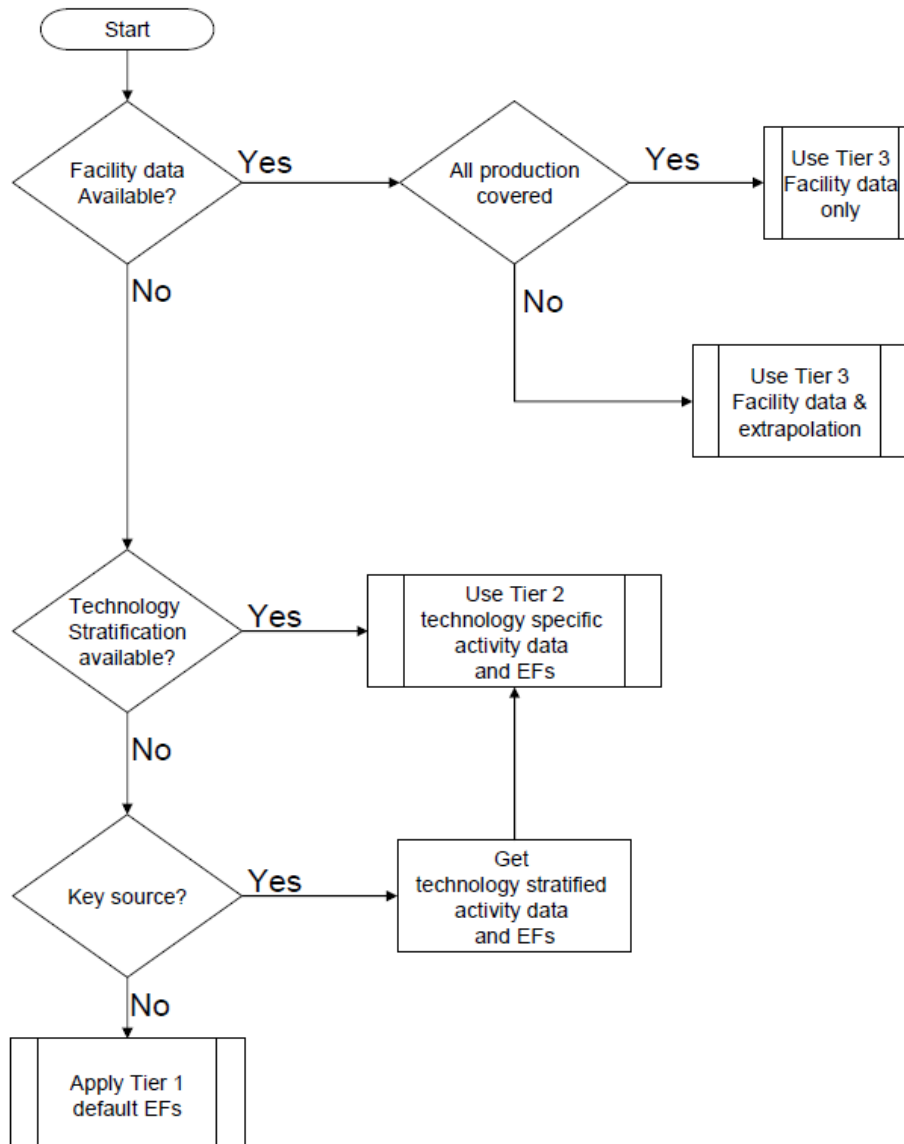 Start
Facility data
Available?
Yes
All production
covered
Yes
Use Tier 3
Facility data
only
No
No
Use Tier 3
Facility data &
extrapolation
Technology
Stratification
available?
Yes
Use Tier 2
technology specific
activity data
and EFs
No
Key source?
Yes
Get
technology stratified
activity data
and EFs
No
Apply Tier 1
default EFs